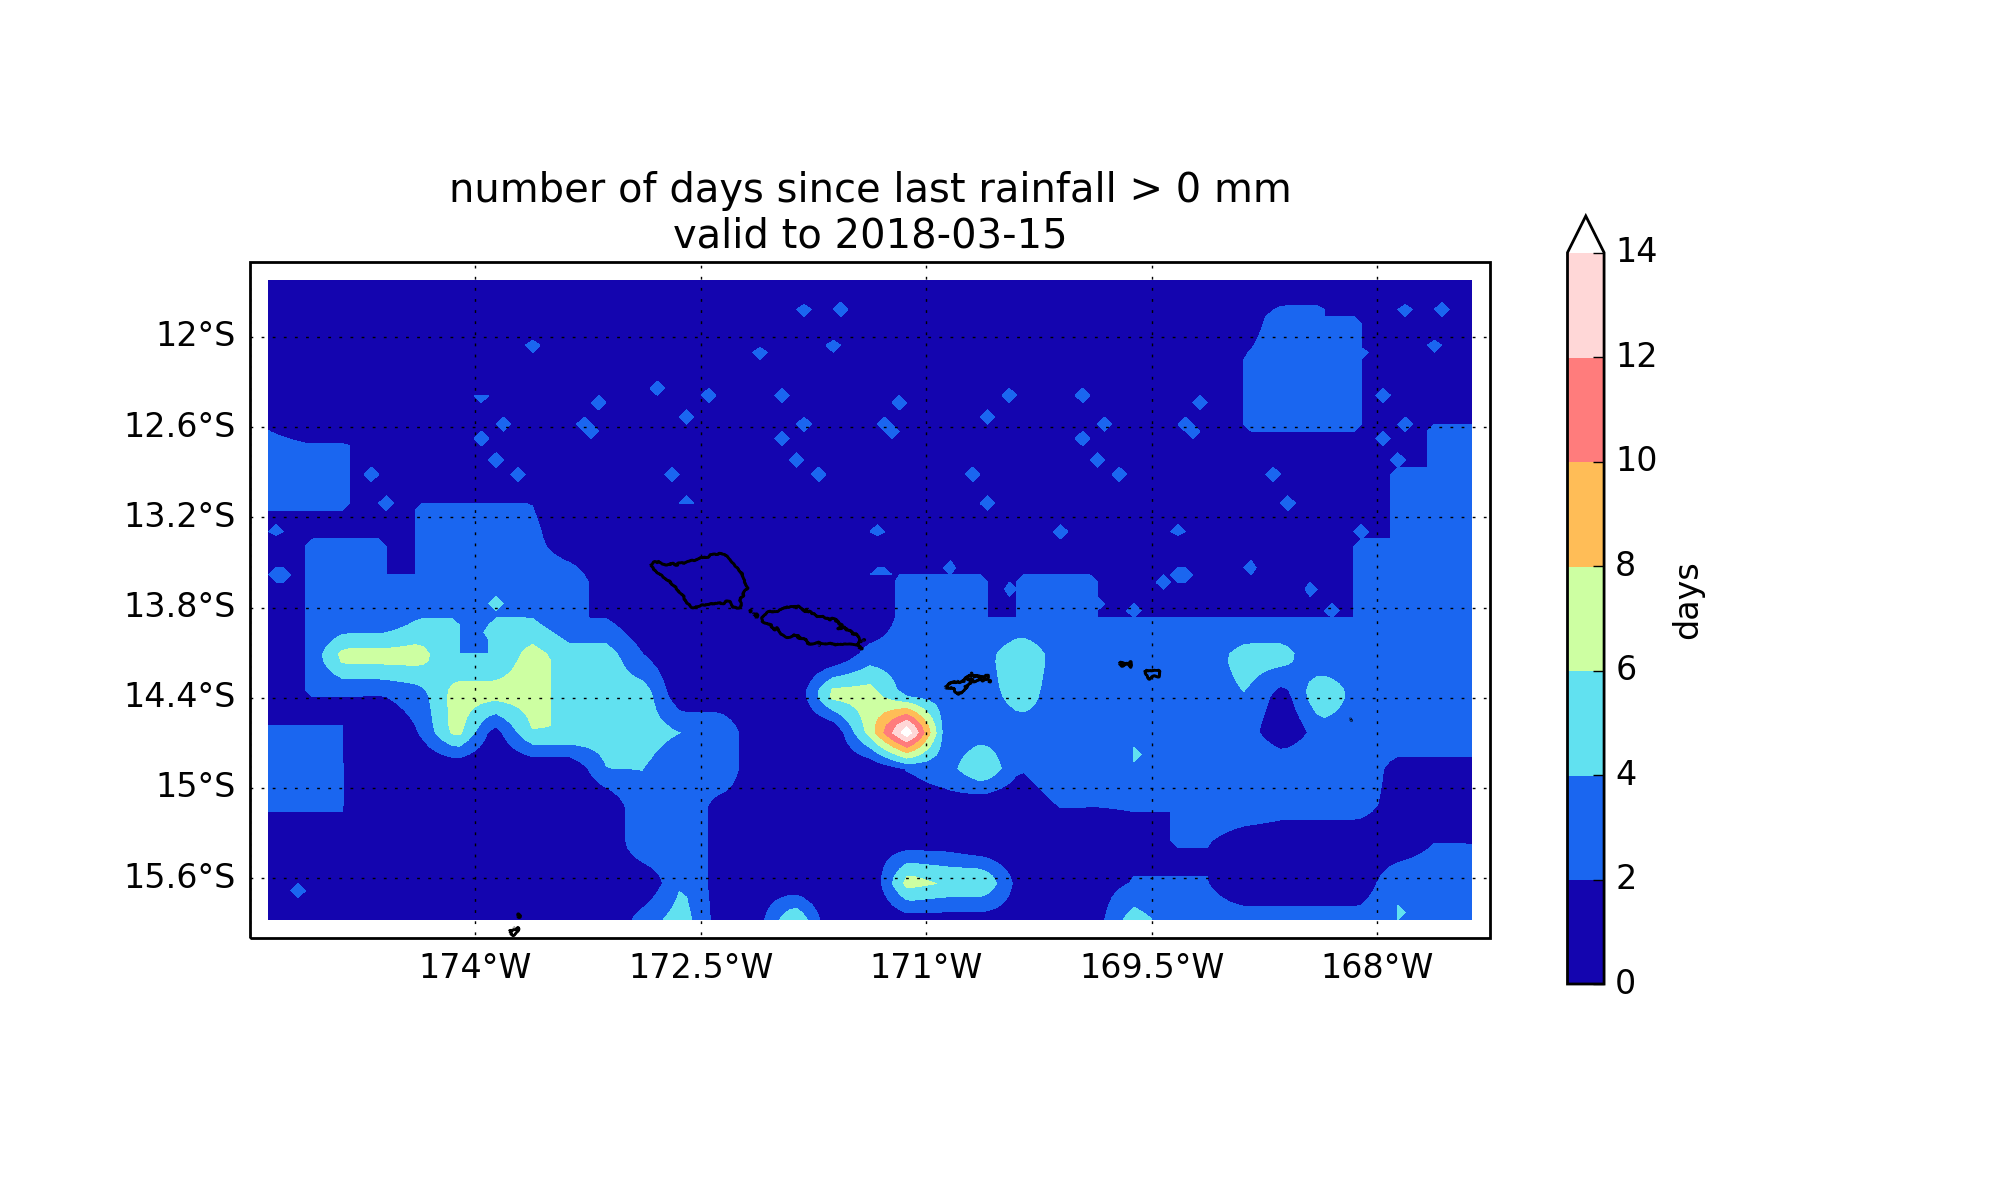 number of days since last rainfall > 0 mm
valid to 2018-03-15
12°S
12.6°S
13.2°S
13.8°S
14.4°S
15°S
15.6°S
174°W
172.5°W
171°W
169.5°W
168°W
14
12
10
8
6
4
2
0
days